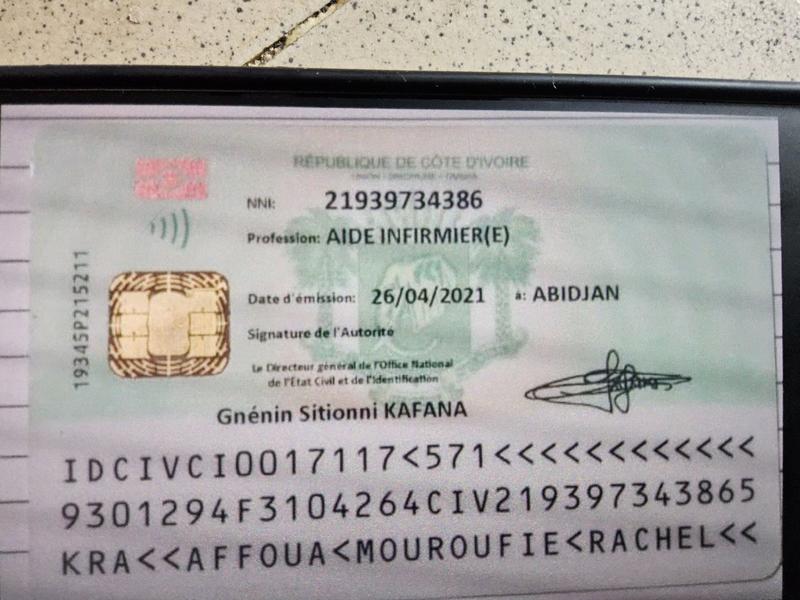 RÉPUBLIQUE DE CÔTE D'IVOIRE
NNI: 21939734386
Profession: AIDE INFIRMIER(E)
Date d'émission: 26/04/2021 à: ABIDJAN
Signature de l'Autorité
Le Directeur général de l'Office National
de l'État Civil et de l'Identification
Gnénin Sitionni KAFANA
19345P215211
IDCIVCI0017117<571<<<<<<<<<<<<
9301294F3104264CIV219397343865
KRA<<AFFOUA<MOUROUFIE<RACHEL<<